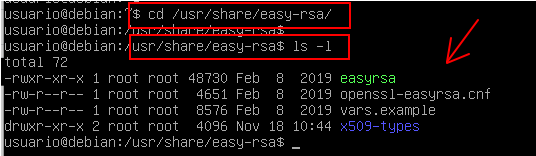 usuario@debian:~$ cd /usr/share/easy-rsa/
usuario@debian:/usr/share/easy-rsa$
usuario@debian:/usr/share/easy-rsa$ ls -l
total 72
-rwxr-xr-x 1 root root 48730 Feb  8  2019 easyrsa
-rw-r--r-- 1 root root  4651 Feb  8  2019 openssl-easyrsa.cnf
-rw-r--r-- 1 root root  8576 Feb  8  2019 vars.example
drwxr-xr-x 2 root root  4096 Nov 18 10:44 x509-types
usuario@debian:/usr/share/easy-rsa$ _